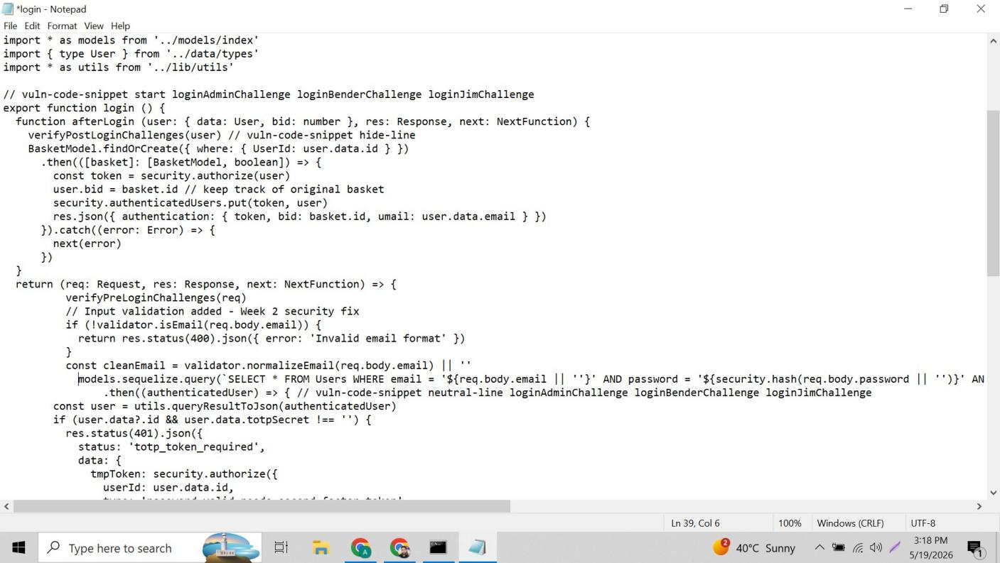 *login - Notepad
File Edit Format View Help
import * as models from '../models/index'
import { type User } from '../data/types'
import * as utils from '../lib/utils'

// vuln-code-snippet start loginAdminChallenge loginBenderChallenge loginJimChallenge
export function login () {
  function afterLogin (user: { data: User, bid: number }, res: Response, next: NextFunction) {
    verifyPostLoginChallenges(user) // vuln-code-snippet hide-line
    BasketModel.findOrCreate({ where: { UserId: user.data.id } })
      .then(([basket]: [BasketModel, boolean]) => {
        const token = security.authorize(user)
        user.bid = basket.id // keep track of original basket
        security.authenticatedUsers.put(token, user)
        res.json({ authentication: { token, bid: basket.id, umail: user.data.email } })
      }).catch((error: Error) => {
        next(error)
      })
  }
  return (req: Request, res: Response, next: NextFunction) => {
          verifyPreLoginChallenges(req)
          // Input validation added - Week 2 security fix
          if (!validator.isEmail(req.body.email)) {
            return res.status(400).json({ error: 'Invalid email format' })
          }
          const cleanEmail = validator.normalizeEmail(req.body.email) || ''
            models.sequelize.query(`SELECT * FROM Users WHERE email = '${req.body.email || ''}' AND password = '${security.hash(req.body.password || '')}' AN
                .then((authenticatedUser) => { // vuln-code-snippet neutral-line loginAdminChallenge loginBenderChallenge loginJimChallenge
        const user = utils.queryResultToJson(authenticatedUser)
        if (user.data?.id && user.data.totpSecret !== '') {
          res.status(401).json({
            status: 'totp_token_required',
            data: {
              tmpToken: security.authorize({
                userId: user.data.id,
Ln 39, Col 6 100% Windows (CRLF) UTF-8
Type here to search
2
40°C Sunny
3:18 PM
5/19/2026
1